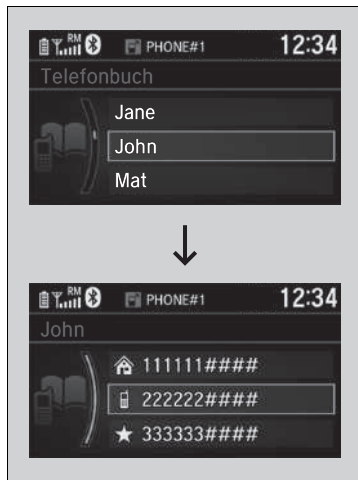 RM PHONE#1 12:34
Telefonbuch
Jane
John
Mat
RM PHONE#1 12:34
John
111111####
222222####
333333####